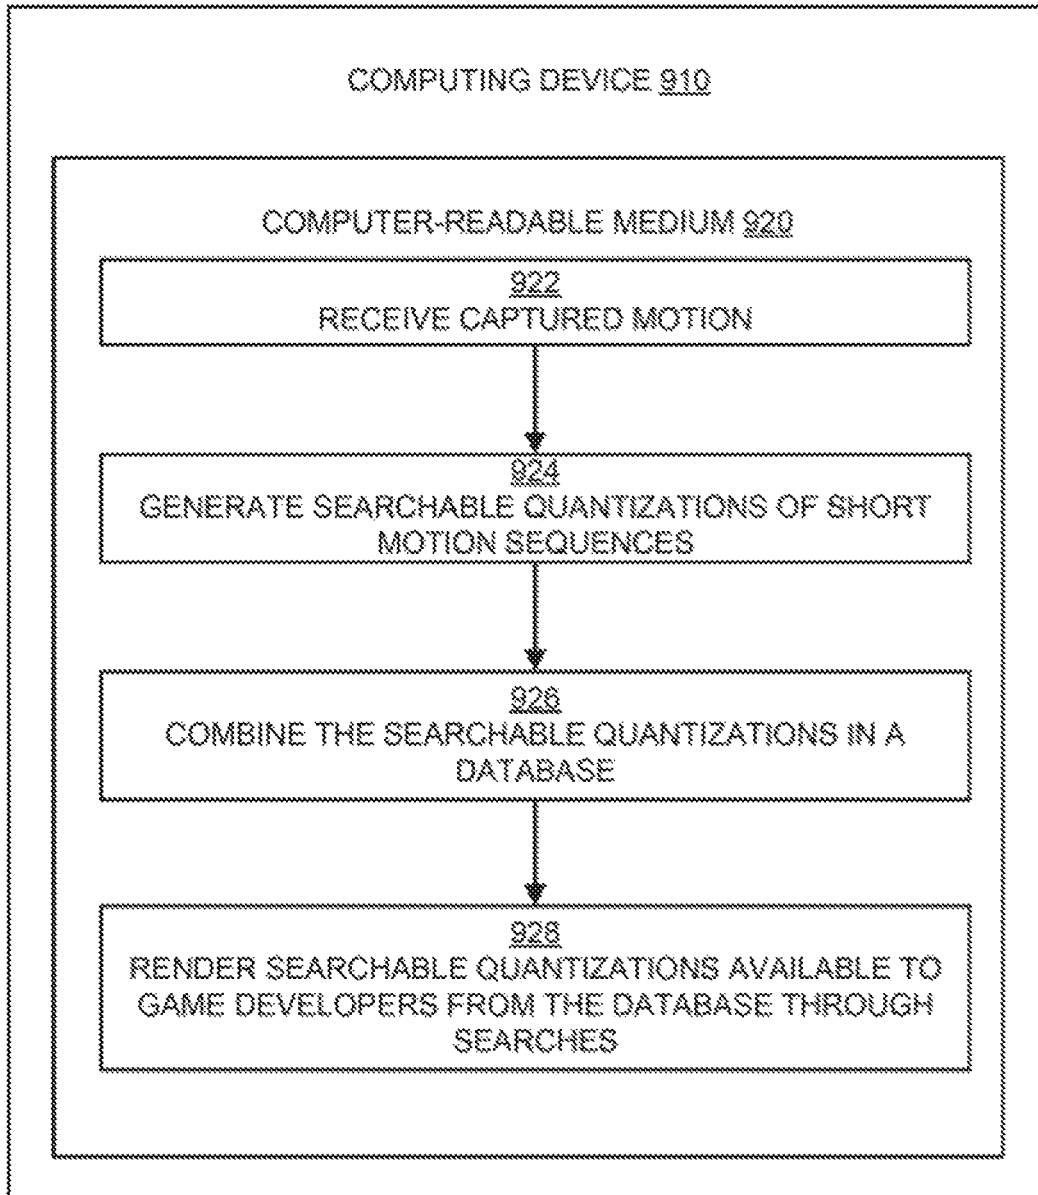 COMPUTING DEVICE 910
COMPUTER-READABLE MEDIUM 920
922
RECEIVE CAPTURED MOTION
924
GENERATE SEARCHABLE QUANTIZATIONS OF SHORT
MOTION SEQUENCES
926
COMBINE THE SEARCHABLE QUANTIZATIONS IN A
DATABASE
928
RENDER SEARCHABLE QUANTIZATIONS AVAILABLE TO
GAME DEVELOPERS FROM THE DATABASE THROUGH
SEARCHES